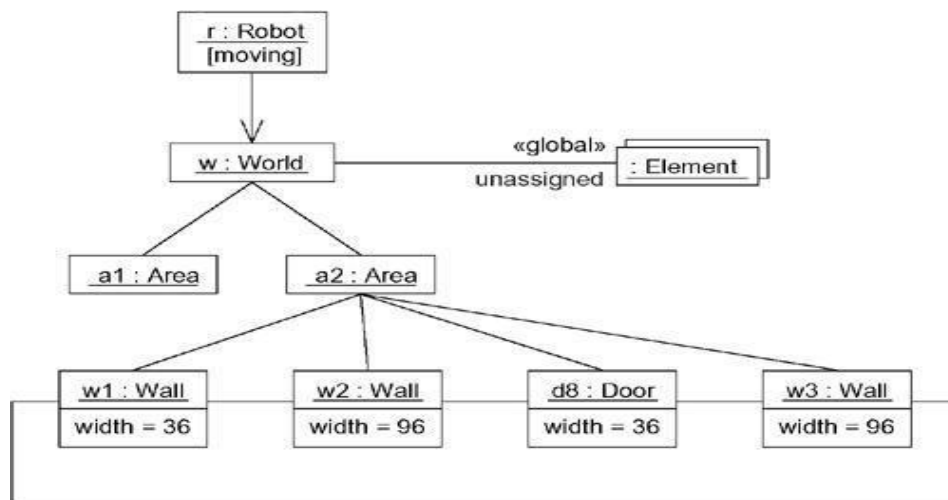 r : Robot
[moving]
w : World
«global»
unassigned
: Element
a1 : Area
a2 : Area
w1 : Wall
width = 36
w2 : Wall
width = 96
d8 : Door
width = 36
w3 : Wall
width = 96